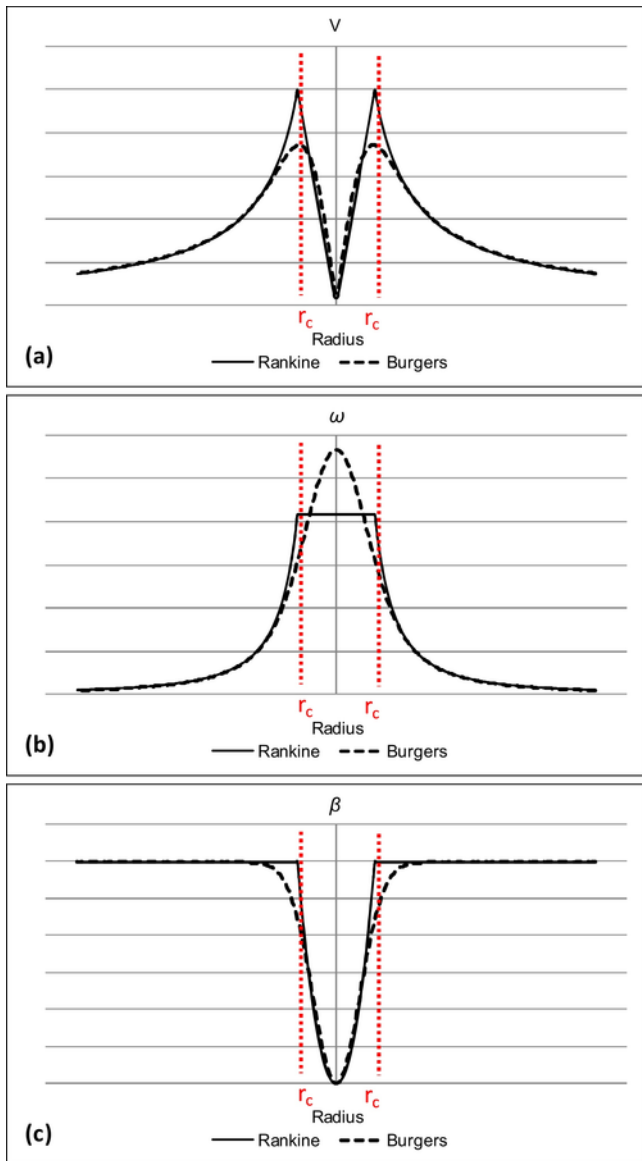 V
r_c r_c
Radius
(a) Rankine Burgers
ω
r_c r_c
Radius
(b) Rankine Burgers
β
r_c r_c
Radius
(c) Rankine Burgers